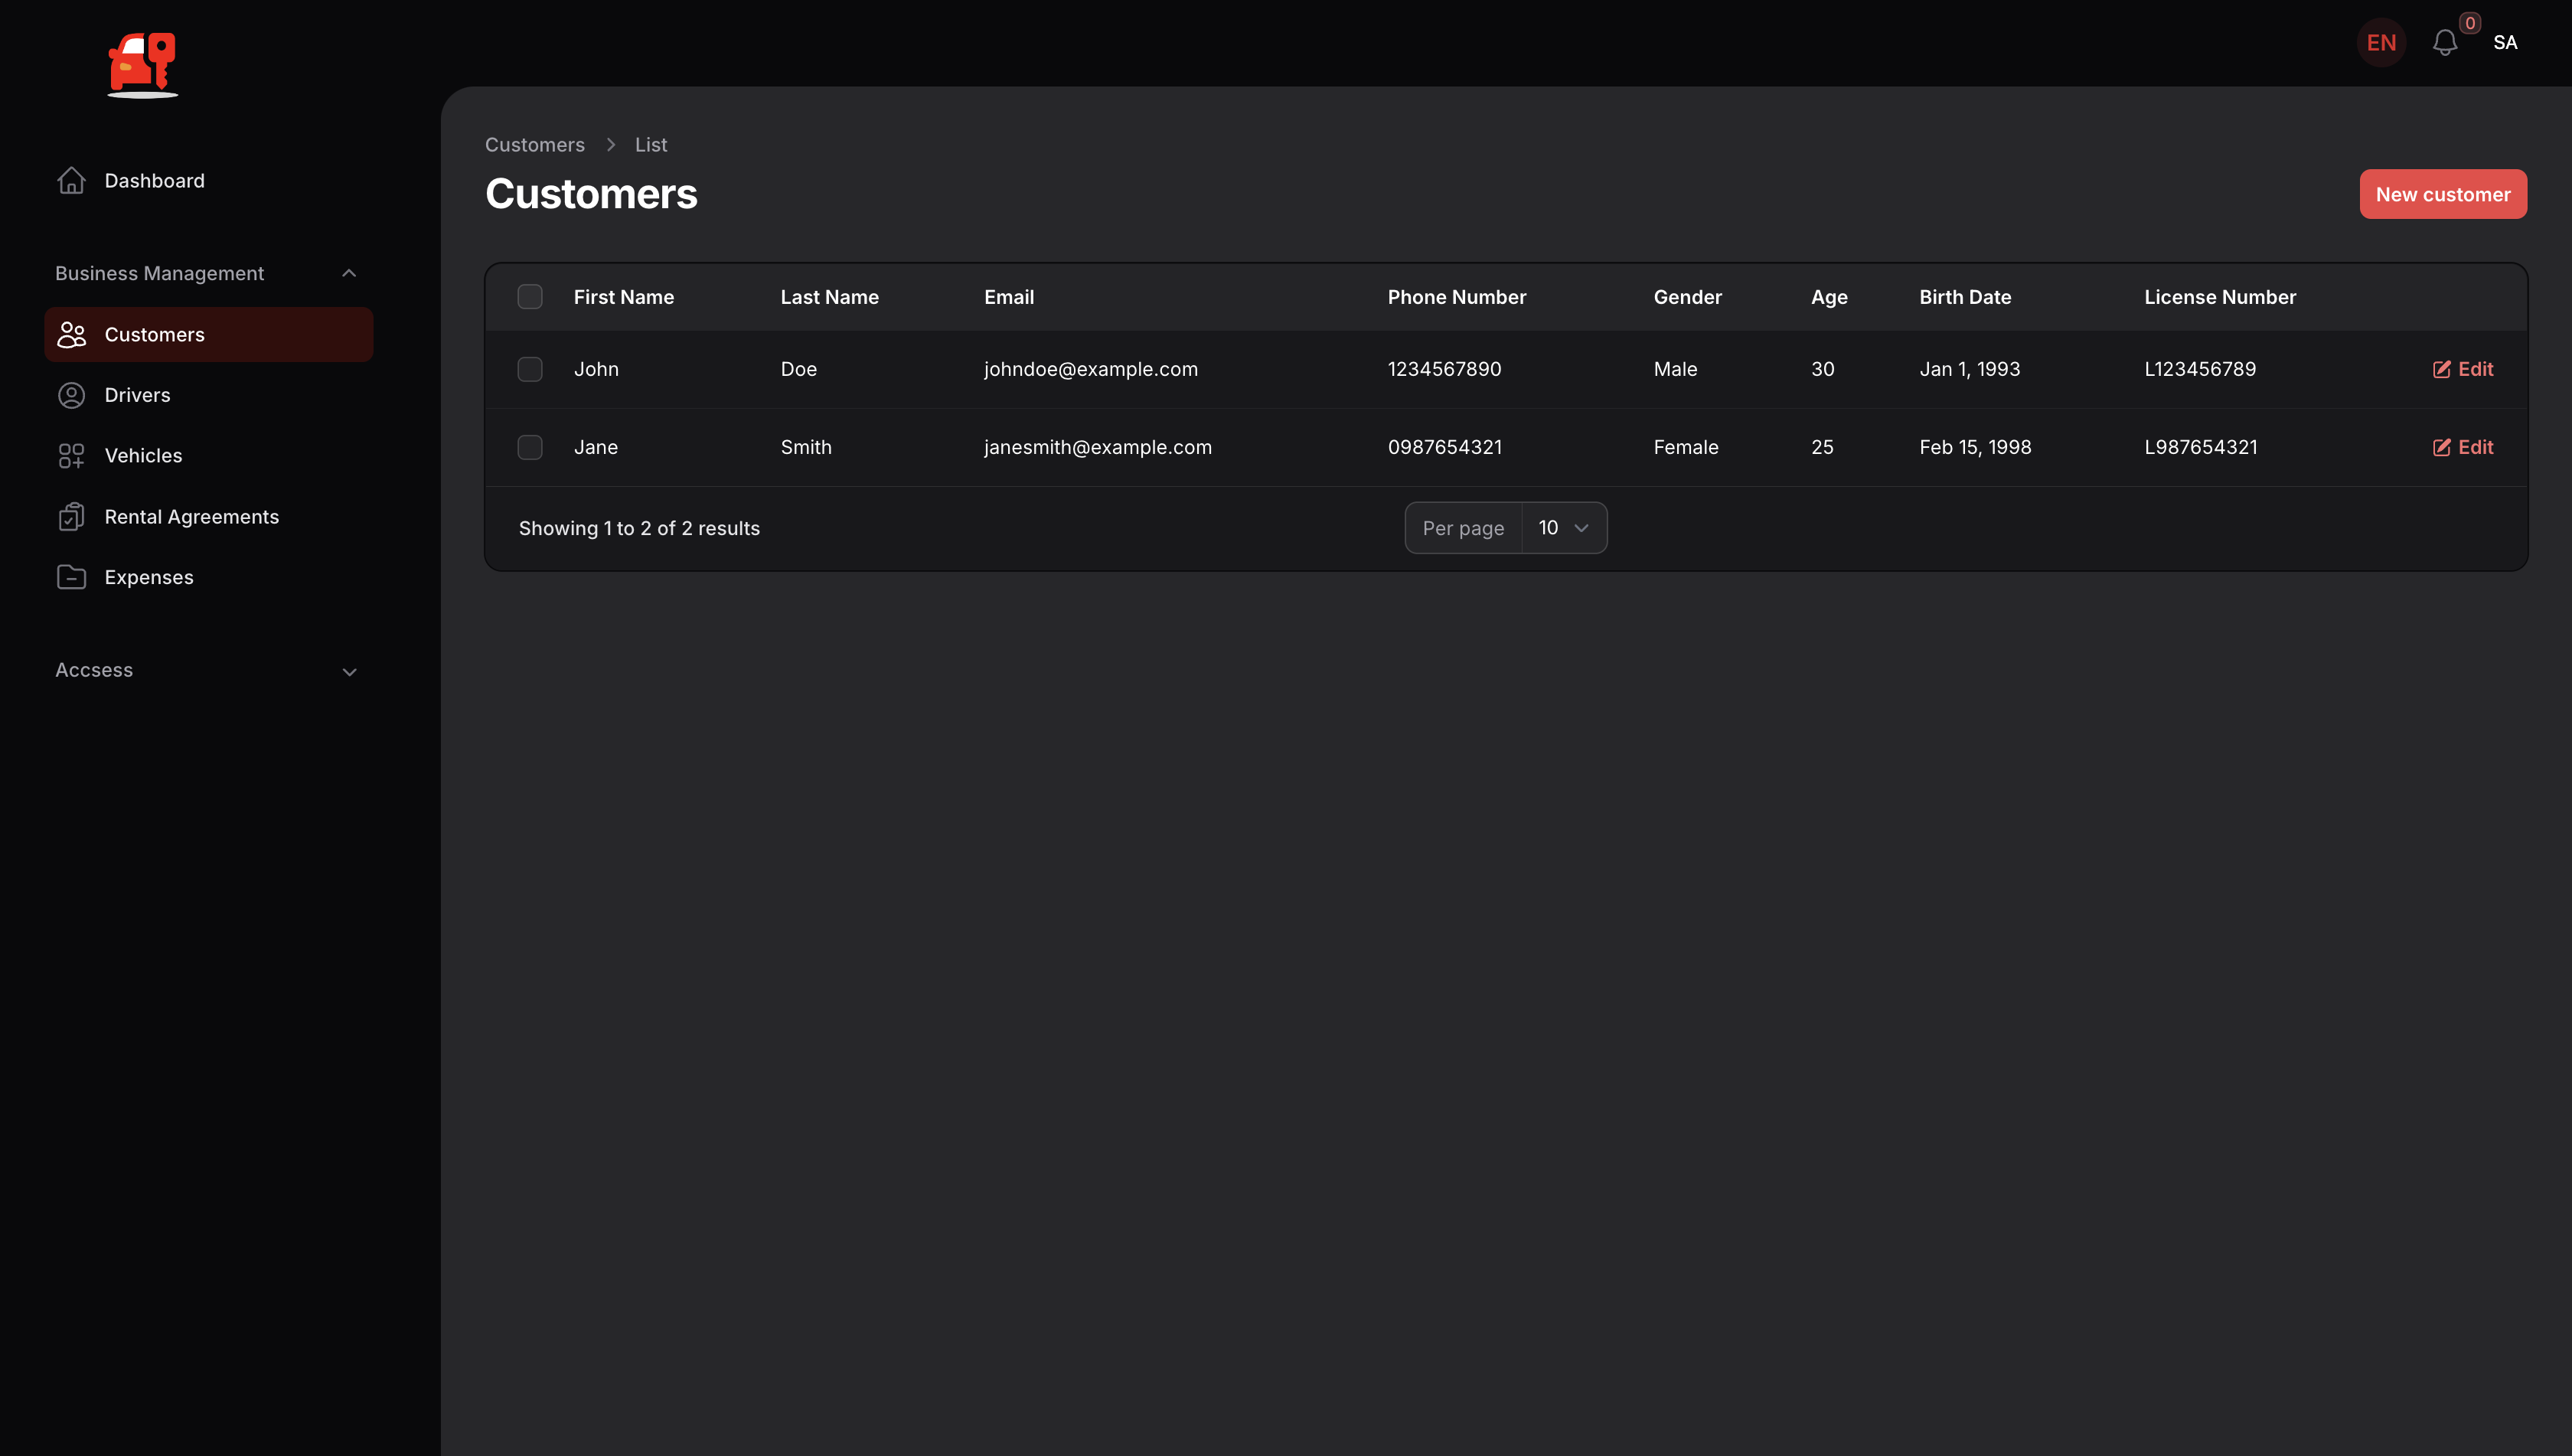 EN
0
SA
Dashboard
Business Management
Customers
Drivers
Vehicles
Rental Agreements
Expenses
Accsess
Customers List
Customers
New customer
First Name Last Name Email Phone Number Gender Age Birth Date License Number
John Doe johndoe@example.com 1234567890 Male 30 Jan 1, 1993 L123456789 Edit
Jane Smith janesmith@example.com 0987654321 Female 25 Feb 15, 1998 L987654321 Edit
Showing 1 to 2 of 2 results Per page 10